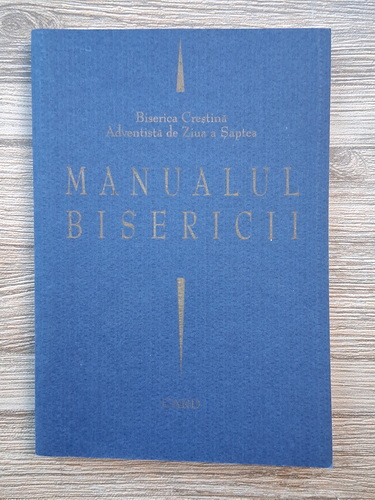 Biserica Creştină
Adventistă de Ziua a Şaptea
MANUALUL
BISERICII